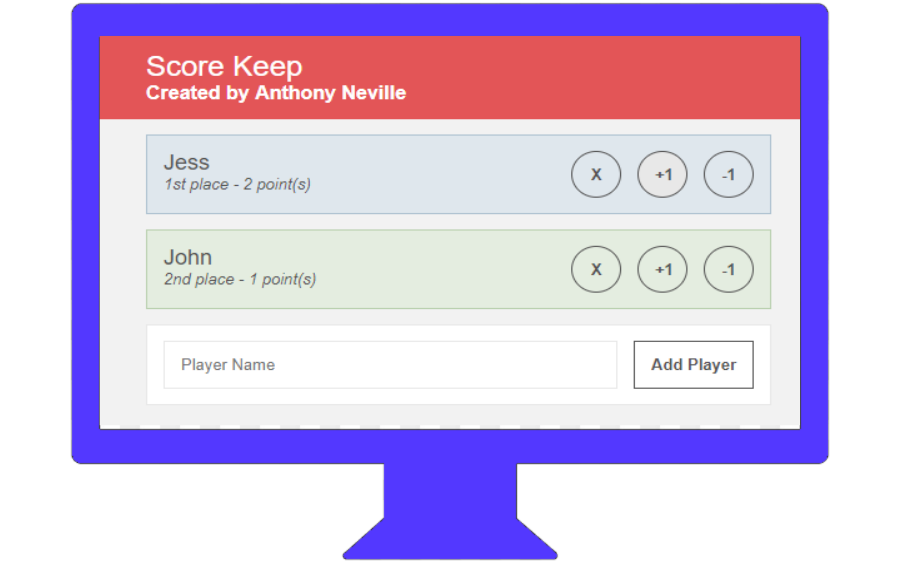 Score Keep
Created by Anthony Neville
Jess
1st place - 2 point(s)
X +1 -1
John
2nd place - 1 point(s)
X +1 -1
Player Name
Add Player